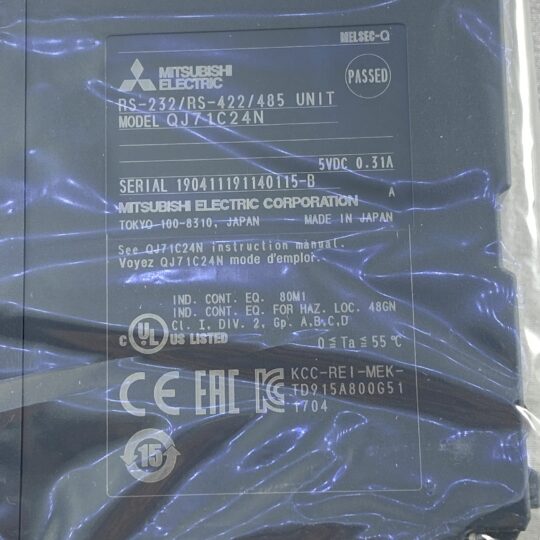 MELSEC-Q
MITSUBISHI
ELECTRIC
PASSED
RS-232/RS-422/485 UNIT
MODEL QJ71C24N
5VDC 0.31A
SERIAL 190411191140115-B
A
MITSUBISHI ELECTRIC CORPORATION
TOKYO 100-8310, JAPAN MADE IN JAPAN
See QJ71C24N instruction manual.
Voyez QJ71C24N mode d'emploi.
IND. CONT. EQ. 80M1
IND. CONT. EQ. FOR HAZ. LOC. 48GN
Cl. I, DIV. 2, Gp. A,B,C,D
C UL US LISTED
0≦Ta≦55℃
CE EAC KC
KCC-REI-MEK-
TD915A800G51
1704
15